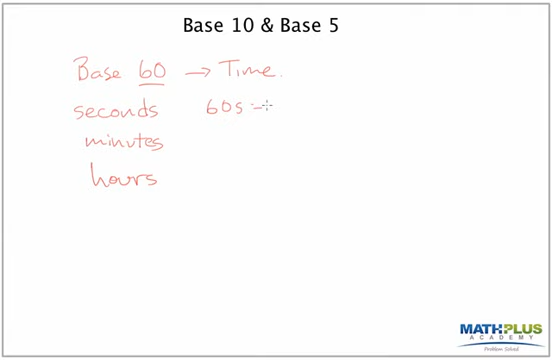 Base 10 & Base 5
Base 60 → Time.
seconds 60s =
minutes
hours
MATHPLUS
ACADEMY
Problem Solved